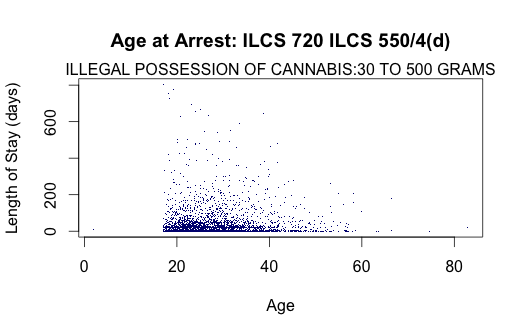 Age at Arrest: ILCS 720 ILCS 550/4(d)
ILLEGAL POSSESSION OF CANNABIS:30 TO 500 GRAMS
Length of Stay (days)
600
200
0
0 20 40 60 80
Age